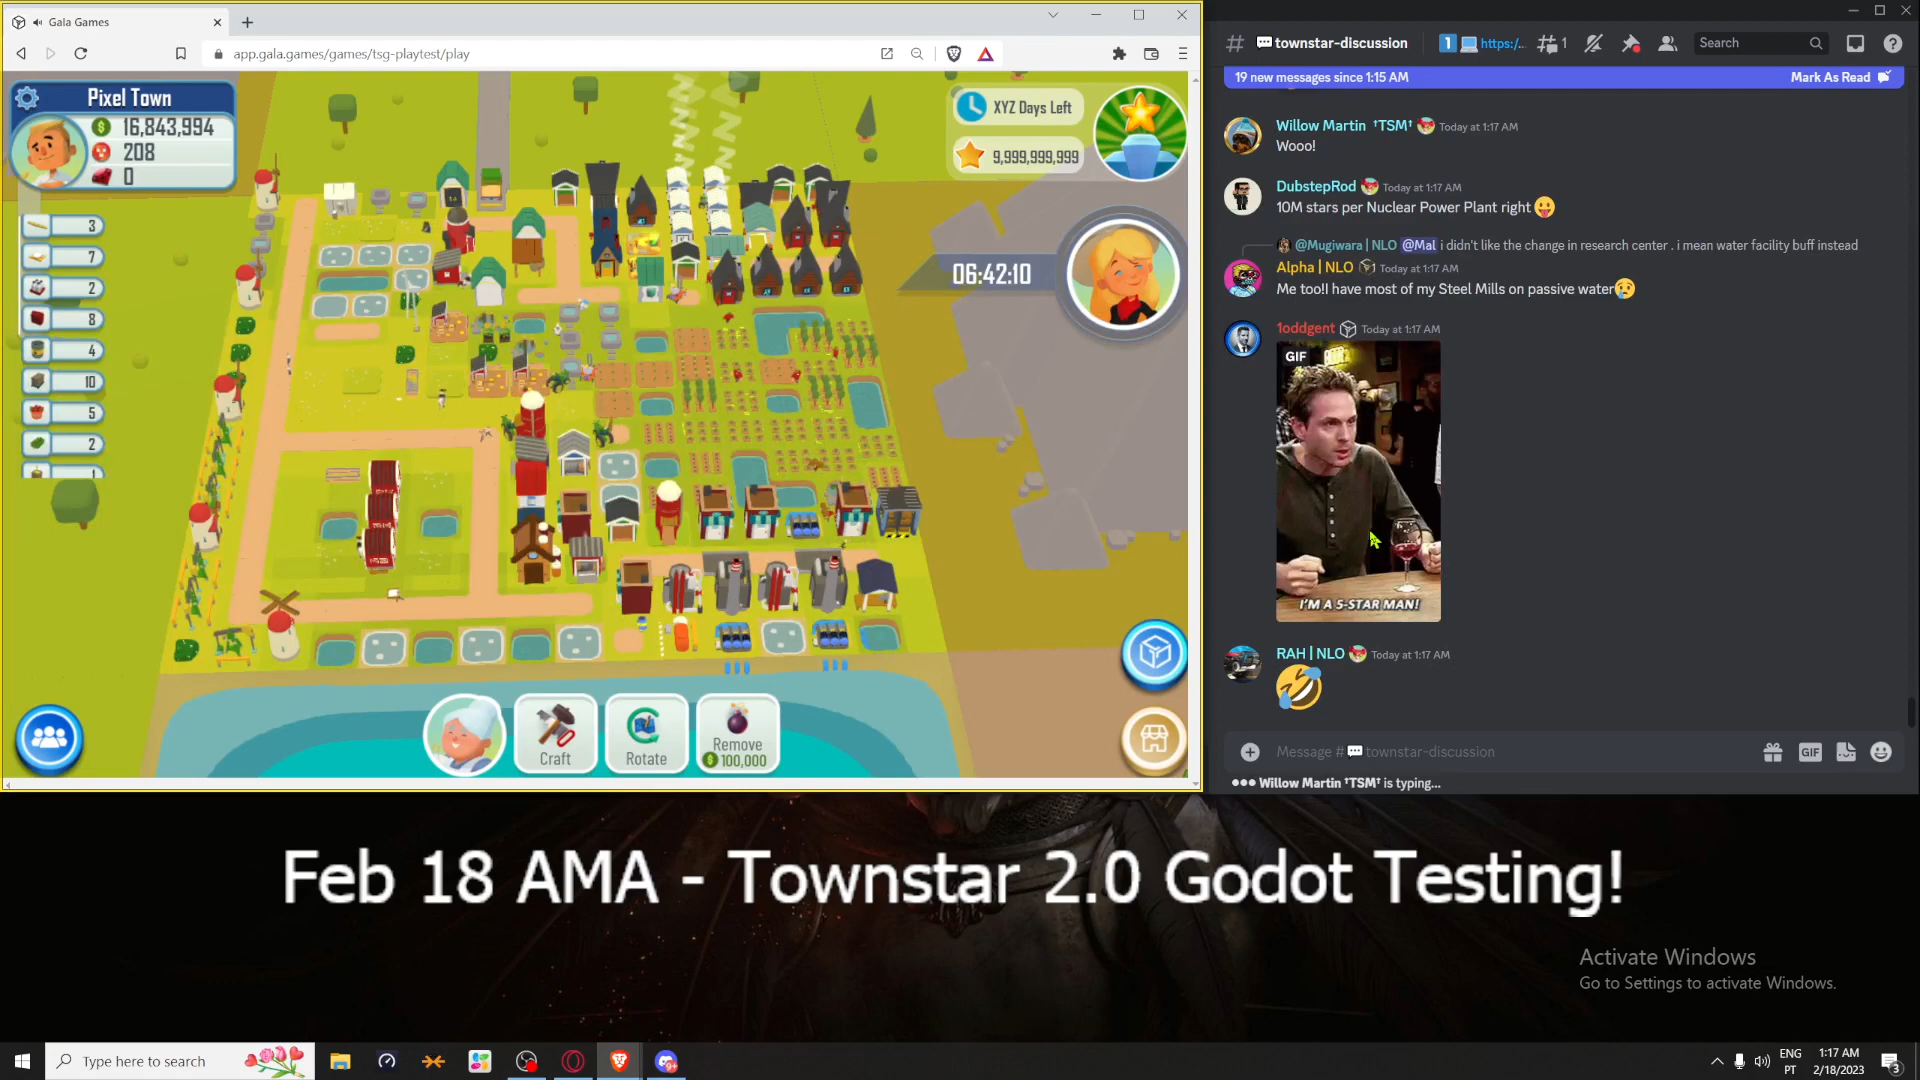 Gala Games
app.gala.games/games/tsg-playtest/play
Pixel Town
16,843,994
208
0
3
7
2
8
4
10
5
2
1
XYZ Days Left
9,999,999,999
06:42:10
Craft
Rotate
Remove
100,000
townstar-discussion
1
https:/...
1
Search
19 new messages since 1:15 AM
Mark As Read
Willow Martin †TSM† Today at 1:17 AM
Wooo!
DubstepRod Today at 1:17 AM
10M stars per Nuclear Power Plant right
@Mugiwara | NLO @Mal i didn't like the change in research center . i mean water facility buff instead
Alpha | NLO Today at 1:17 AM
Me too!I have most of my Steel Mills on passive water
1oddgent Today at 1:17 AM
GIF
I'M A 5-STAR MAN!
RAH | NLO Today at 1:17 AM
Message # townstar-discussion
GIF
Willow Martin †TSM† is typing...
Feb 18 AMA - Townstar 2.0 Godot Testing!
Activate Windows
Go to Settings to activate Windows.
Type here to search
9+
ENG
PT
1:17 AM
2/18/2023
3